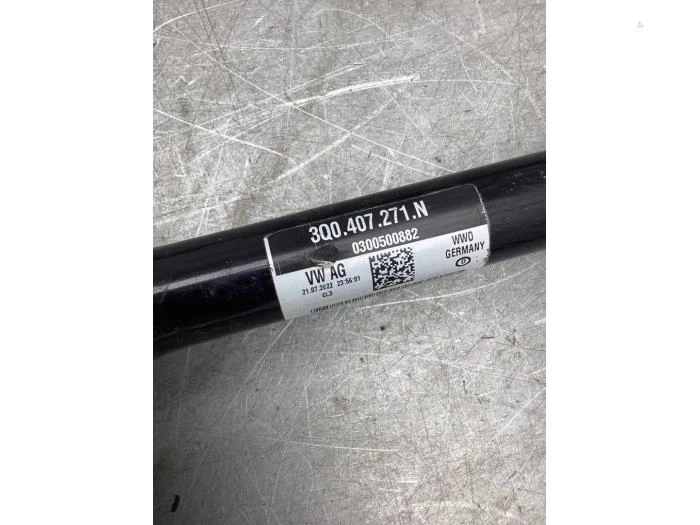 3Q0.407.271.N
0300500882
VW AG
21.07.2022 23:56:01
CL3
WWO
GERMANY